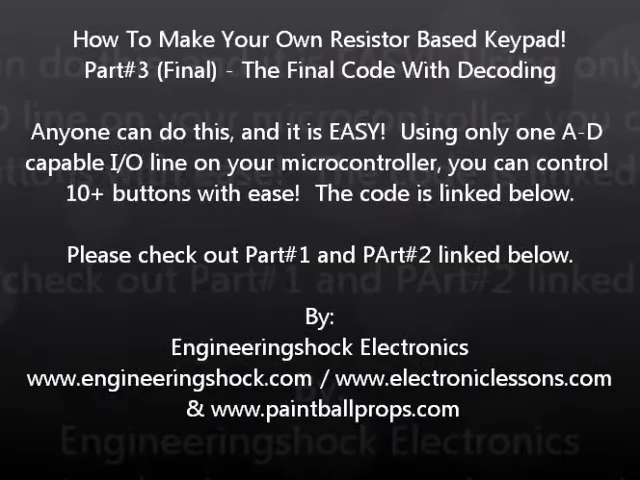 How To Make Your Own Resistor Based Keypad!
Part#3 (Final) - The Final Code With Decoding
Anyone can do this, and it is EASY!  Using only one A-D
capable I/O line on your microcontroller, you can control
10+ buttons with ease!  The code is linked below.
Please check out Part#1 and PArt#2 linked below.
By:
Engineeringshock Electronics
www.engineeringshock.com / www.electroniclessons.com
& www.paintballprops.com